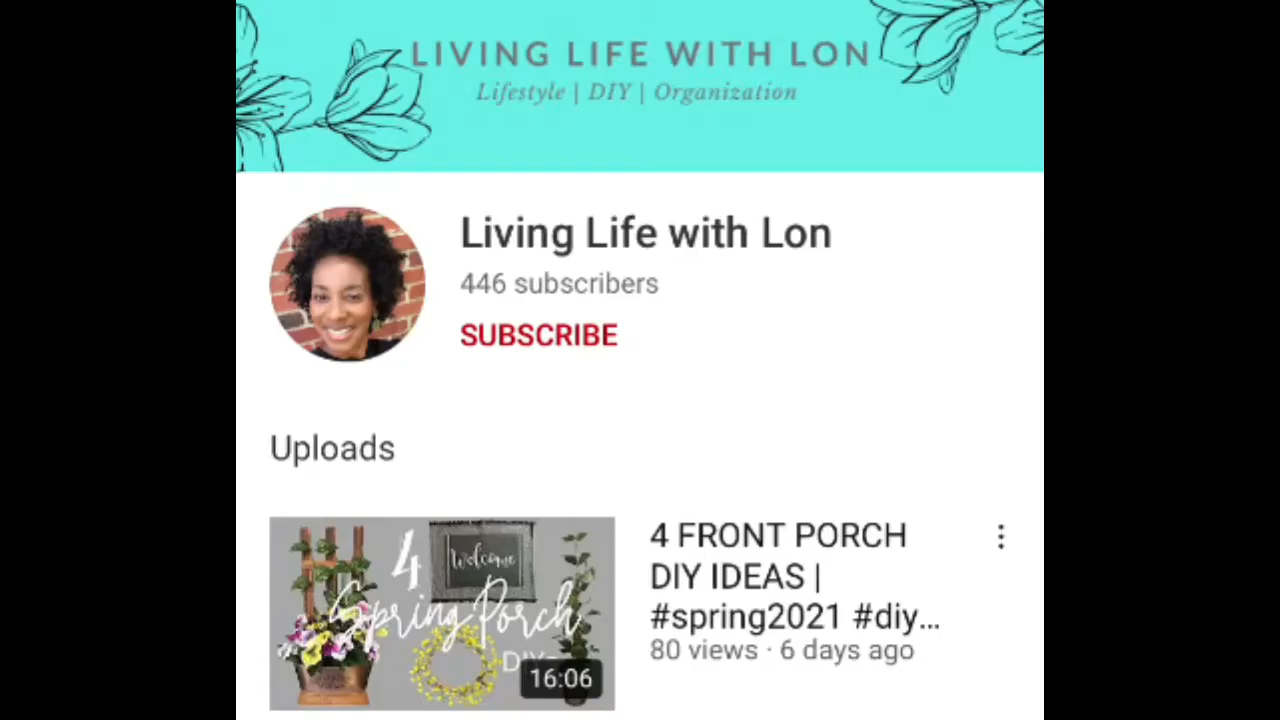 LIVING LIFE WITH LON
Lifestyle | DIY | Organization
Living Life with Lon
446 subscribers
SUBSCRIBE
Uploads
4
Welcome
Spring Porch
DIYs
16:06
4 FRONT PORCH
DIY IDEAS |
#spring2021 #diy...
80 views · 6 days ago